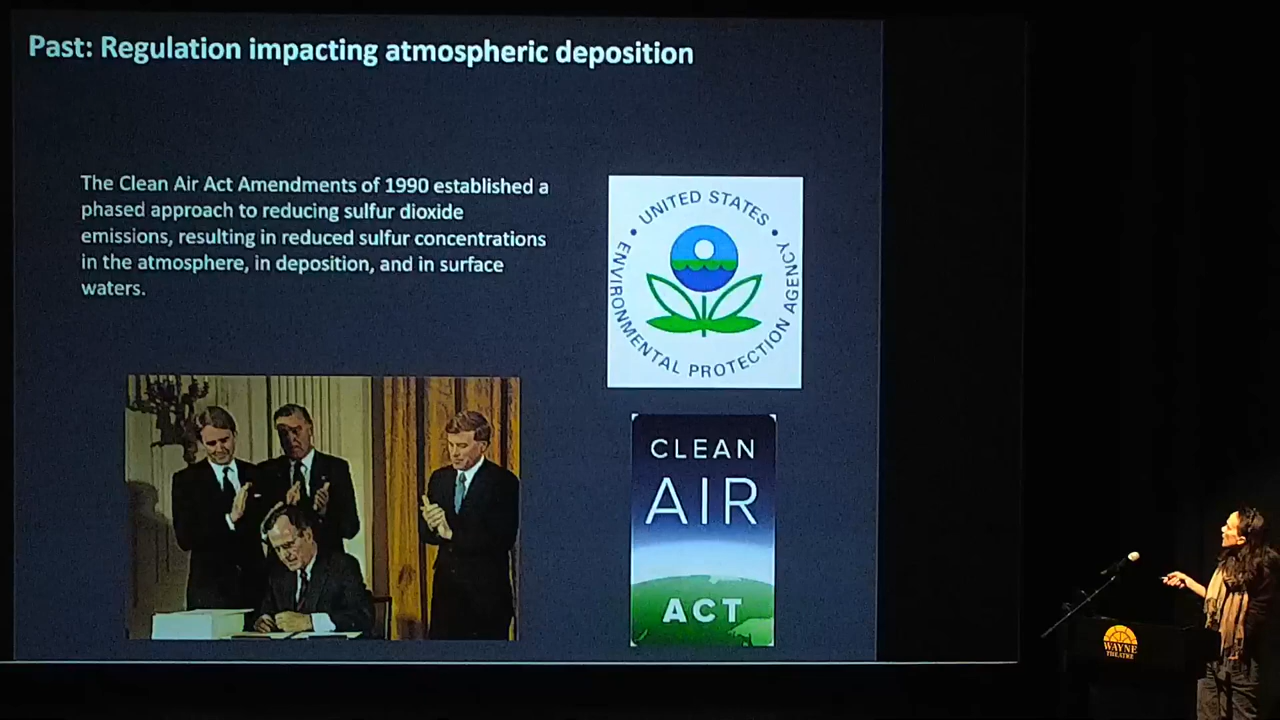 Past: Regulation impacting atmospheric deposition
The Clean Air Act Amendments of 1990 established a
phased approach to reducing sulfur dioxide
emissions, resulting in reduced sulfur concentrations
in the atmosphere, in deposition, and in surface
waters.
UNITED STATES
ENVIRONMENTAL PROTECTION AGENCY
CLEAN
AIR
ACT
WAYNE
THEATRE